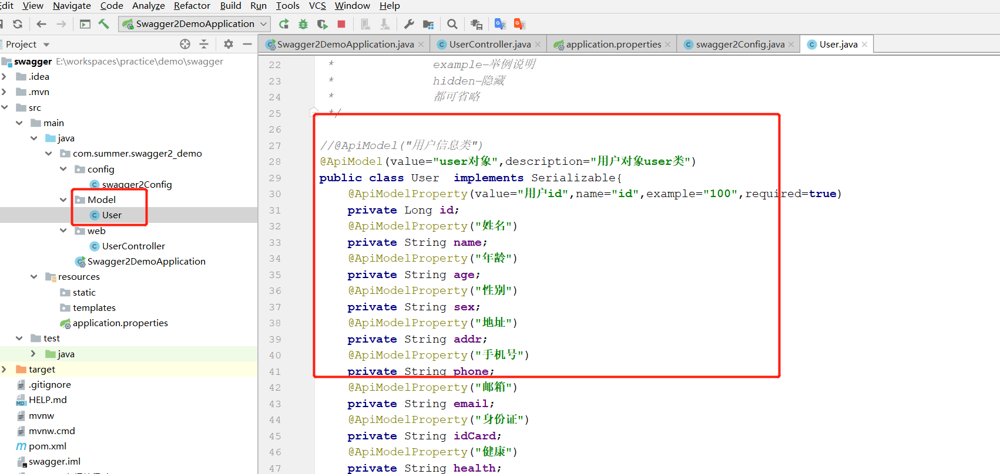 Edit View Navigate Code Analyze Refactor Build Run Tools VCS Window Help
Swagger2DemoApplication
Project
Swagger2DemoApplication.java UserController.java application.properties swagger2Config.java User.java
swagger E:\workspaces\practice\demo\swagger
.idea
.mvn
src
main
java
com.summer.swagger2_demo
config
swagger2Config
Model
User
web
UserController
Swagger2DemoApplication
resources
static
templates
application.properties
test
java
target
.gitignore
HELP.md
mvnw
mvnw.cmd
pom.xml
swagger.iml
22 * example-举例说明
23 * hidden-隐藏
24 * 都可省略
25 */
26
27 //@ApiModel("用户信息类")
28 @ApiModel(value="user对象",description="用户对象user类")
29 public class User implements Serializable{
30 @ApiModelProperty(value="用户id",name="id",example="100",required=true)
31 private Long id;
32 @ApiModelProperty("姓名")
33 private String name;
34 @ApiModelProperty("年龄")
35 private String age;
36 @ApiModelProperty("性别")
37 private String sex;
38 @ApiModelProperty("地址")
39 private String addr;
40 @ApiModelProperty("手机号")
41 private String phone;
42 @ApiModelProperty("邮箱")
43 private String email;
44 @ApiModelProperty("身份证")
45 private String idCard;
46 @ApiModelProperty("健康")
47 private String health;